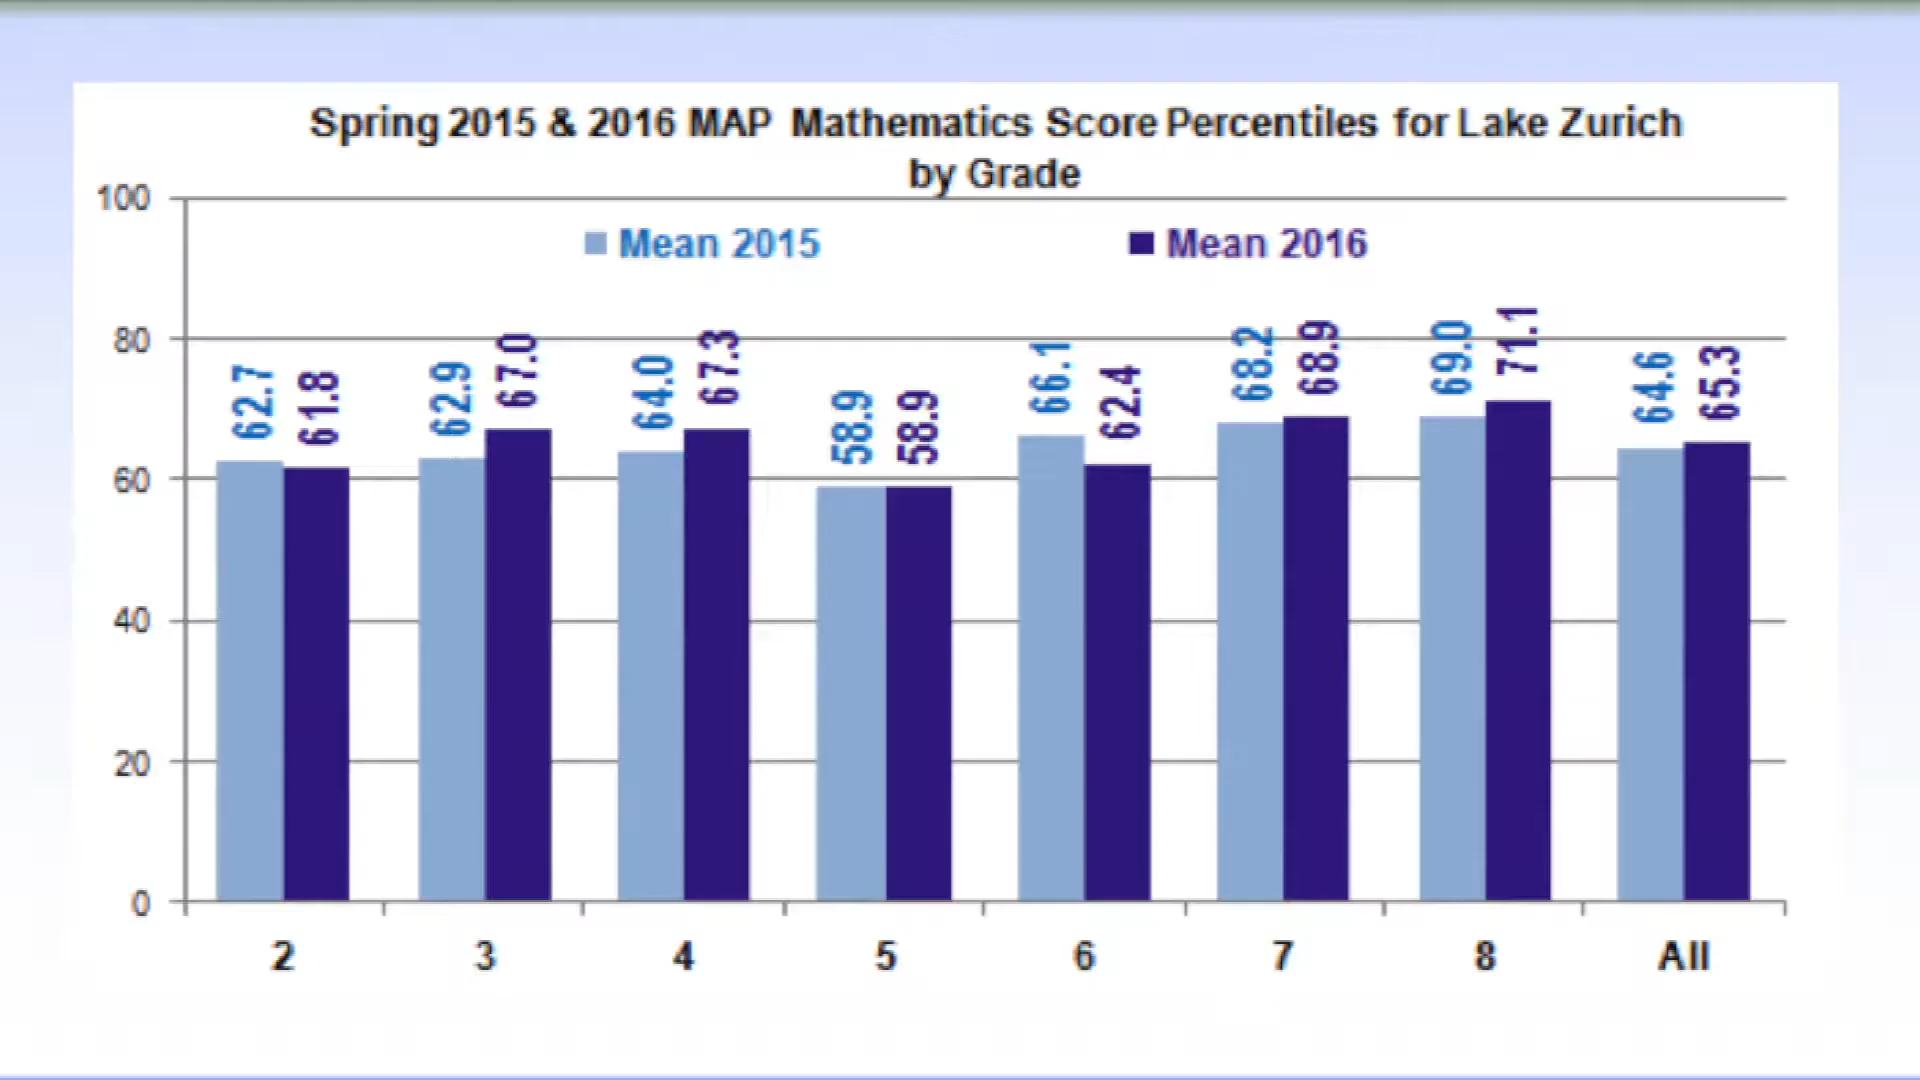 Spring 2015 & 2016 MAP Mathematics Score Percentiles for Lake Zurich
by Grade
100
Mean 2015 Mean 2016
80
60
40
20
0
62.7 61.8 62.9 67.0 64.0 67.3 58.9 58.9 66.1 62.4 68.2 68.9 69.0 71.1 64.6 65.3
2 3 4 5 6 7 8 All